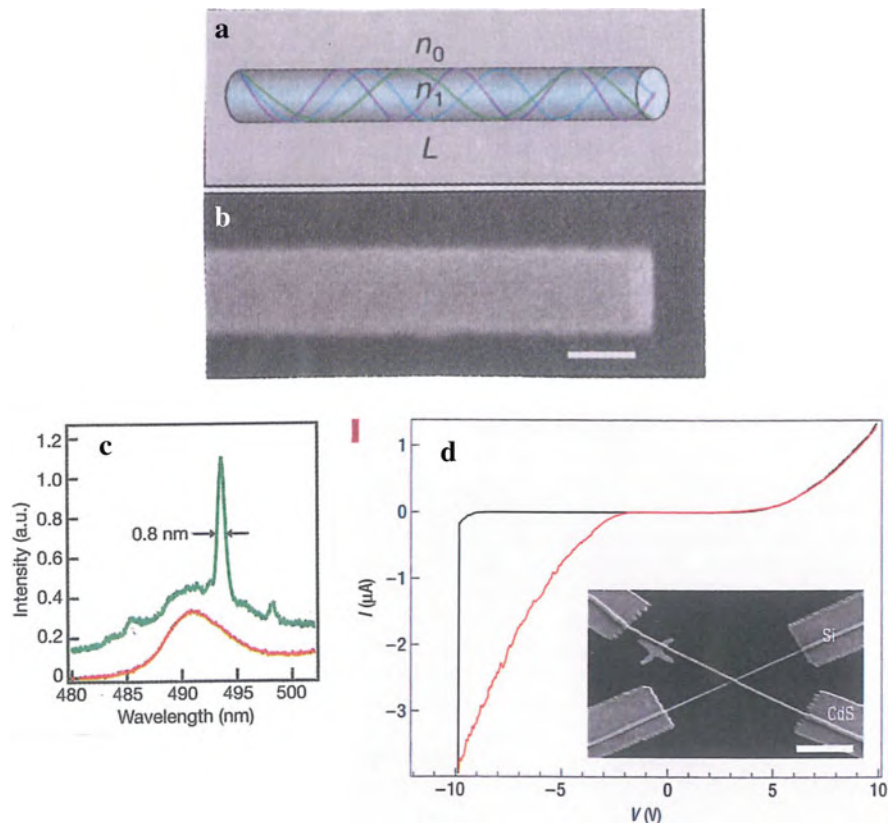 a
n0
n1
L
b
c
1.2
1.0
0.8
0.6
0.4
0.2
0
0.8 nm
Intensity (a.u.)
480
485
490
495
500
Wavelength (nm)
d
1
0
−1
−2
−3
I (μA)
Si
CdS
−10
−5
0
5
10
V (V)